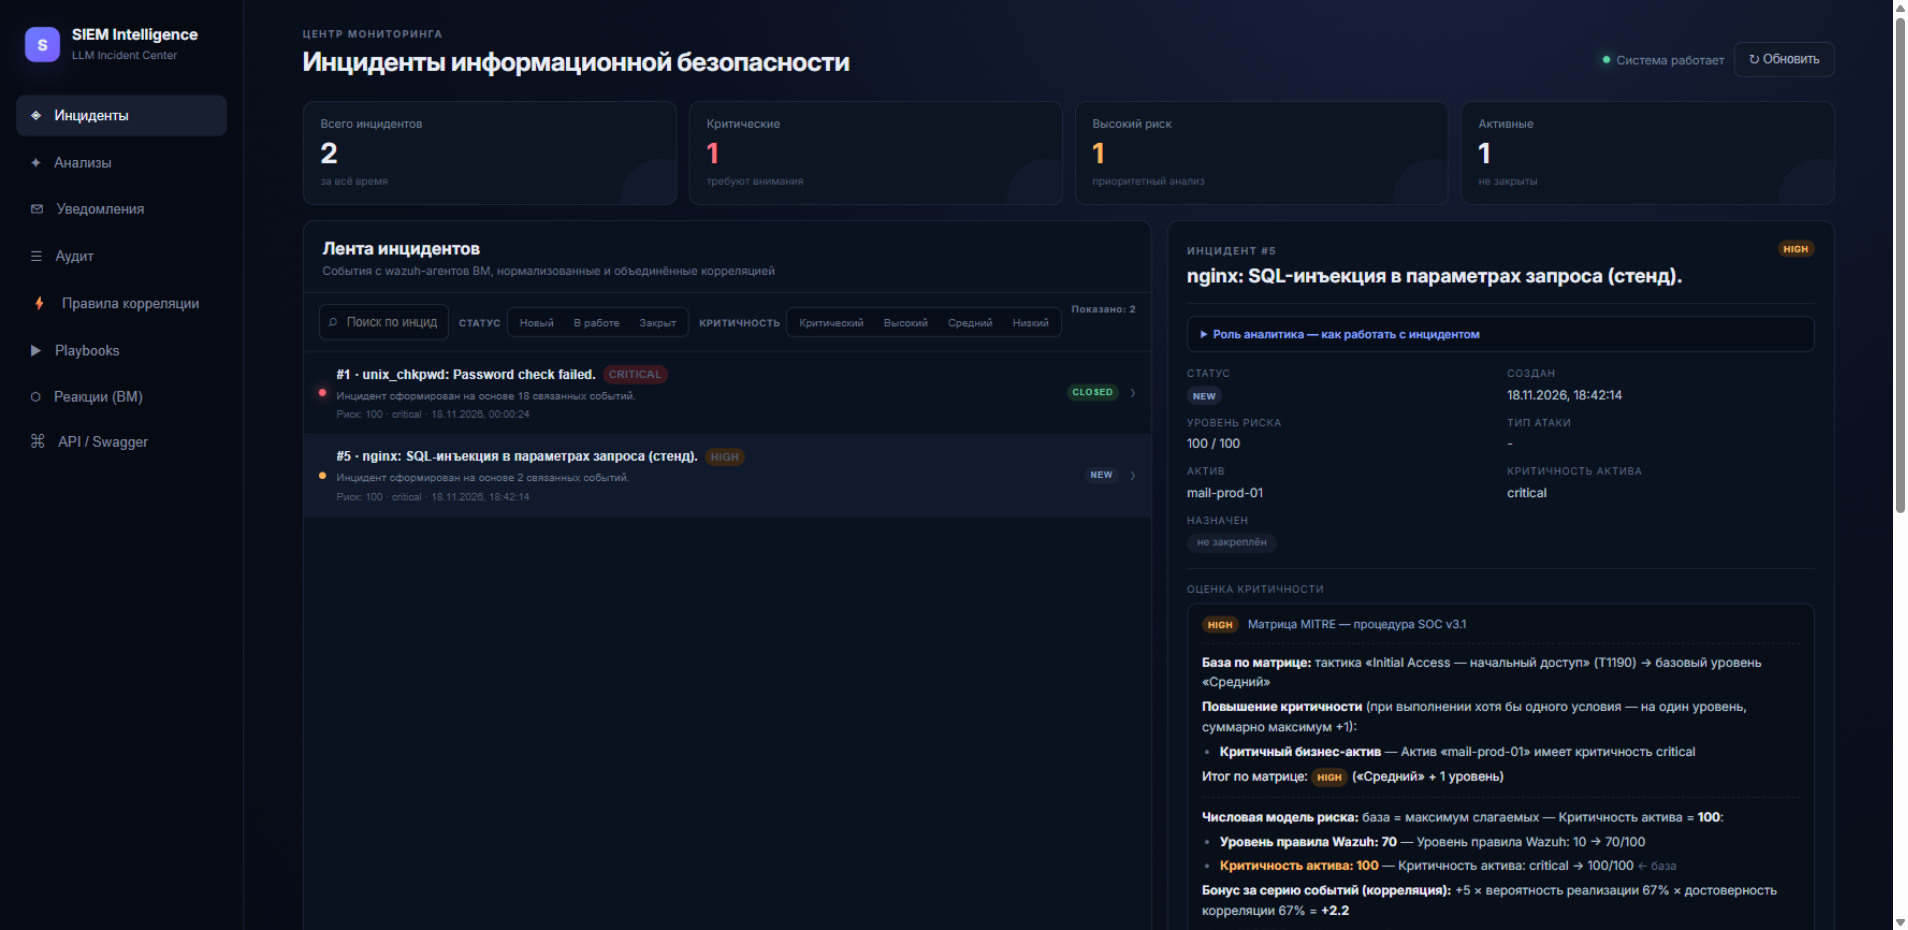 S
SIEM Intelligence
LLM Incident Center
Инциденты
Анализы
Уведомления
Аудит
Правила корреляции
Playbooks
Реакции (ВМ)
API / Swagger
ЦЕНТР МОНИТОРИНГА
Инциденты информационной безопасности
Система работает
↻ Обновить
Всего инцидентов
2
за всё время
Критические
1
требуют внимания
Высокий риск
1
приоритетный анализ
Активные
1
не закрыты
Лента инцидентов
События с wazuh-агентов ВМ, нормализованные и объединённые корреляцией
Поиск по инцид
СТАТУС
Новый
В работе
Закрыт
КРИТИЧНОСТЬ
Критический
Высокий
Средний
Низкий
Показано: 2
#1 · unix_chkpwd: Password check failed. CRITICAL
Инцидент сформирован на основе 18 связанных событий.
Риск: 100 · critical · 18.11.2026, 00:00:24
CLOSED
#5 · nginx: SQL-инъекция в параметрах запроса (стенд). HIGH
Инцидент сформирован на основе 2 связанных событий.
Риск: 100 · critical · 18.11.2026, 18:42:14
NEW
ИНЦИДЕНТ #5
HIGH
nginx: SQL-инъекция в параметрах запроса (стенд).
Роль аналитика — как работать с инцидентом
СТАТУС
NEW
СОЗДАН
18.11.2026, 18:42:14
УРОВЕНЬ РИСКА
100 / 100
ТИП АТАКИ
-
АКТИВ
mail-prod-01
КРИТИЧНОСТЬ АКТИВА
critical
НАЗНАЧЕН
не закреплён
ОЦЕНКА КРИТИЧНОСТИ
HIGH Матрица MITRE — процедура SOC v3.1
База по матрице: тактика «Initial Access — начальный доступ» (T1190) → базовый уровень
«Средний»
Повышение критичности (при выполнении хотя бы одного условия — на один уровень,
суммарно максимум +1):
• Критичный бизнес-актив — Актив «mail-prod-01» имеет критичность critical
Итог по матрице: HIGH («Средний» + 1 уровень)
Числовая модель риска: база = максимум слагаемых — Критичность актива = 100:
• Уровень правила Wazuh: 70 — Уровень правила Wazuh: 10 → 70/100
• Критичность актива: 100 — Критичность актива: critical → 100/100 ← база
Бонус за серию событий (корреляция): +5 × вероятность реализации 67% × достоверность
корреляции 67% = +2.2